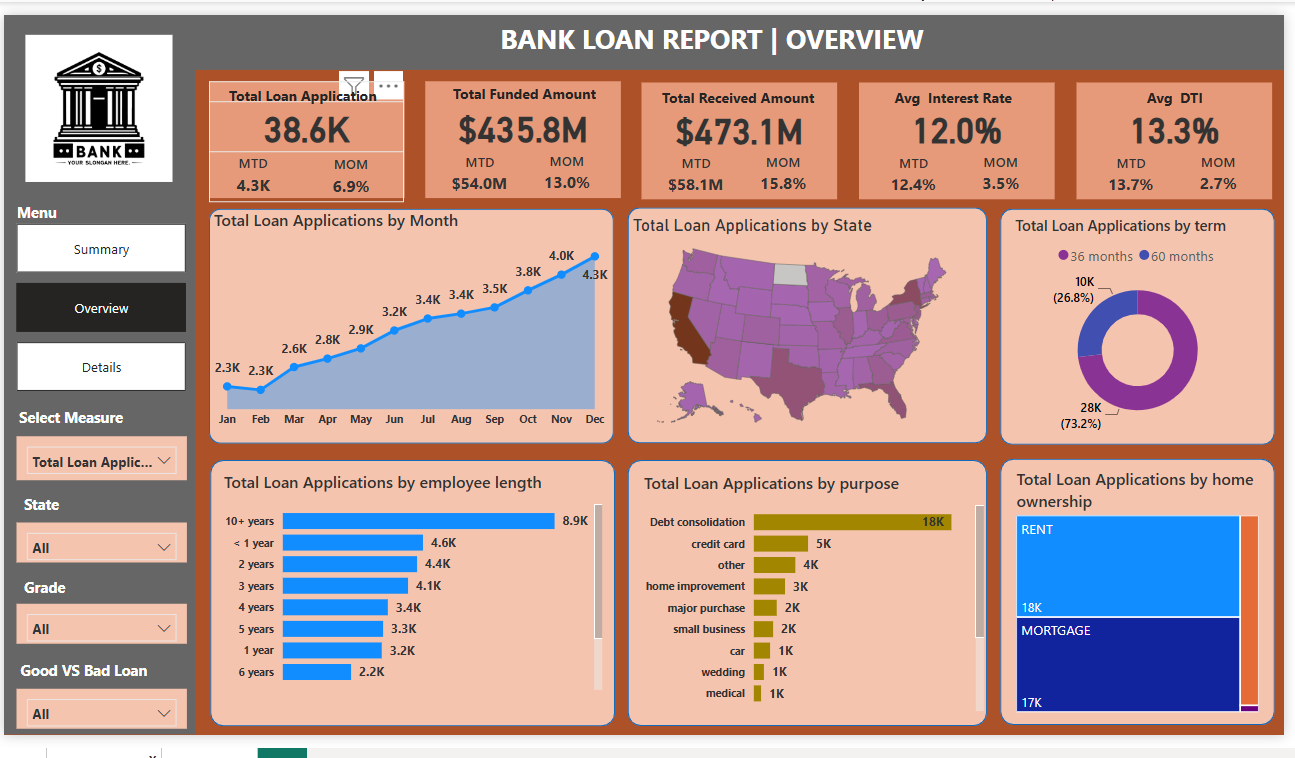 BANK LOAN REPORT | OVERVIEW
$
BANK
YOUR SLONGAN HERE.
Menu
Summary
Overview
Details
Select Measure
Total Loan Applic...
State
All
Grade
All
Good VS Bad Loan
All
Total Loan Application
38.6K
MTD MOM
4.3K 6.9%
Total Funded Amount
$435.8M
MTD MOM
$54.0M 13.0%
Total Received Amount
$473.1M
MTD MOM
$58.1M 15.8%
Avg Interest Rate
12.0%
MTD MOM
12.4% 3.5%
Avg DTI
13.3%
MTD MOM
13.7% 2.7%
Total Loan Applications by Month
2.3K 2.3K 2.6K 2.8K 2.9K 3.2K 3.4K 3.4K 3.5K 3.8K 4.0K 4.3K
Jan Feb Mar Apr May Jun Jul Aug Sep Oct Nov Dec
Total Loan Applications by State
Total Loan Applications by term
36 months 60 months
10K
(26.8%)
28K
(73.2%)
Total Loan Applications by employee length
10+ years 8.9K
< 1 year 4.6K
2 years 4.4K
3 years 4.1K
4 years 3.4K
5 years 3.3K
1 year 3.2K
6 years 2.2K
Total Loan Applications by purpose
Debt consolidation 18K
credit card 5K
other 4K
home improvement 3K
major purchase 2K
small business 2K
car 1K
wedding 1K
medical 1K
Total Loan Applications by home
ownership
RENT
18K
MORTGAGE
17K